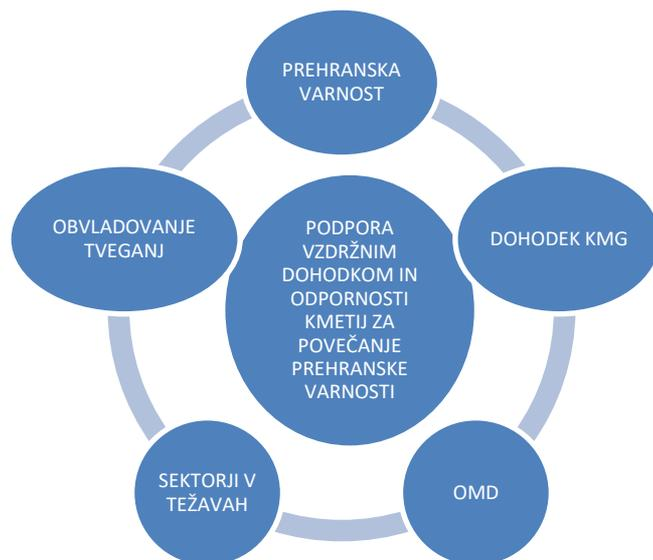 PREHRANSKA
VARNOST
OBVLADOVANJE
TVEGANJ
PODPORA
VZDRŽNIM
DOHODKOM IN
ODPORNOSTI
KMETIJ ZA
POVEČANJE
PREHRANSKE
VARNOSTI
DOHODEK KMG
SEKTORJI V
TEŽAVAH
OMD